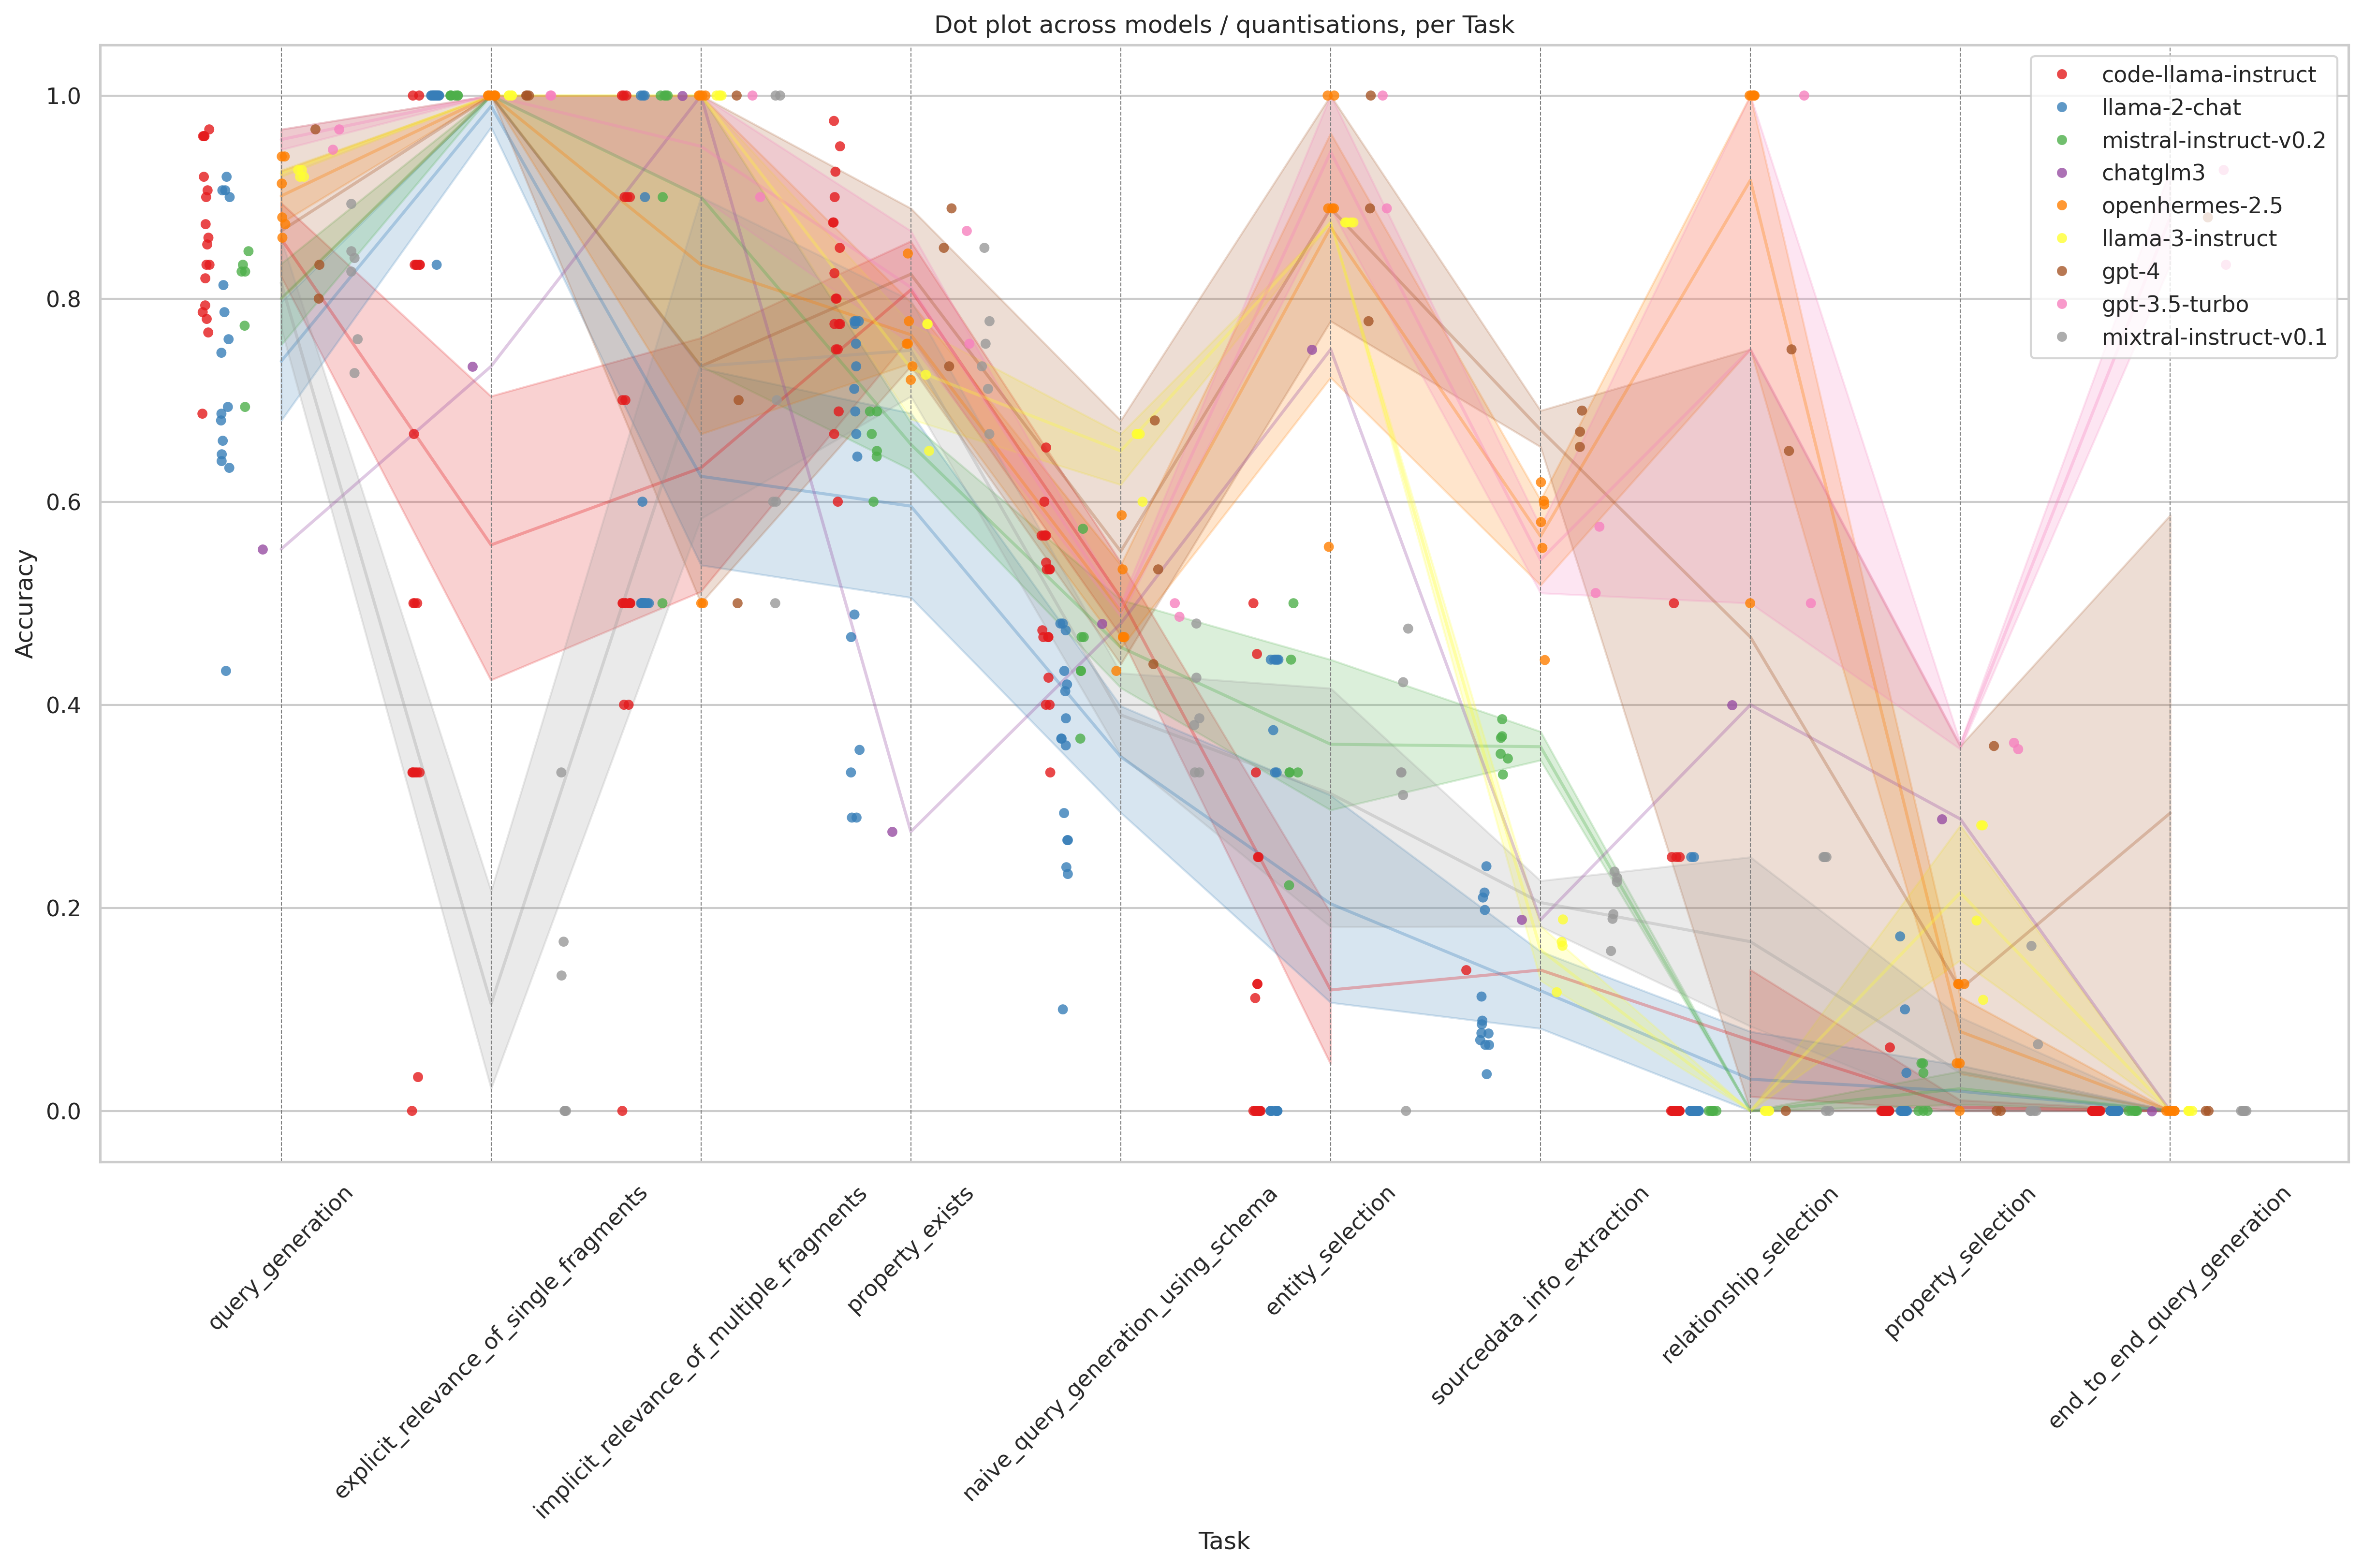 Dot plot across models / quantisations, per Task
Accuracy
1.0
0.8
0.6
0.4
0.2
0.0
code-llama-instruct
llama-2-chat
mistral-instruct-v0.2
chatglm3
openhermes-2.5
llama-3-instruct
gpt-4
gpt-3.5-turbo
mixtral-instruct-v0.1
query_generation
explicit_relevance_of_single_fragments
implicit_relevance_of_multiple_fragments
property_exists
naive_query_generation_using_schema
entity_selection
sourcedata_info_extraction
relationship_selection
property_selection
end_to_end_query_generation
Task